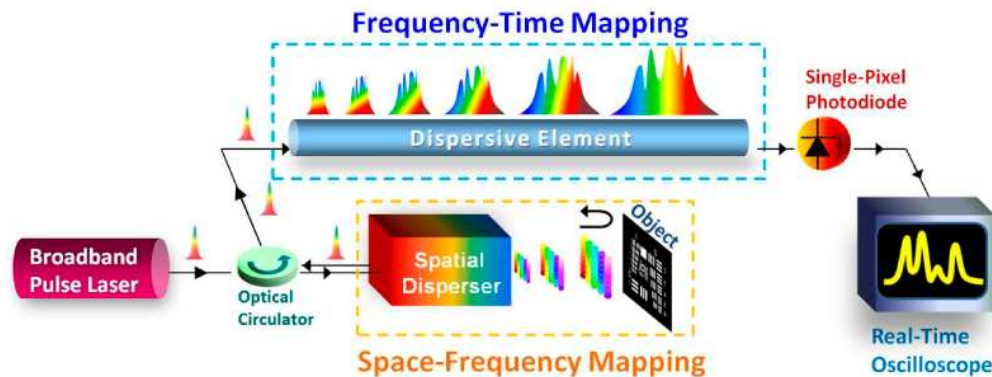 Frequency-Time Mapping
Dispersive Element
Single-Pixel
Photodiode
Broadband
Pulse Laser
Optical
Circulator
Spatial
Disperser
Object
Space-Frequency Mapping
Real-Time
Oscilloscope